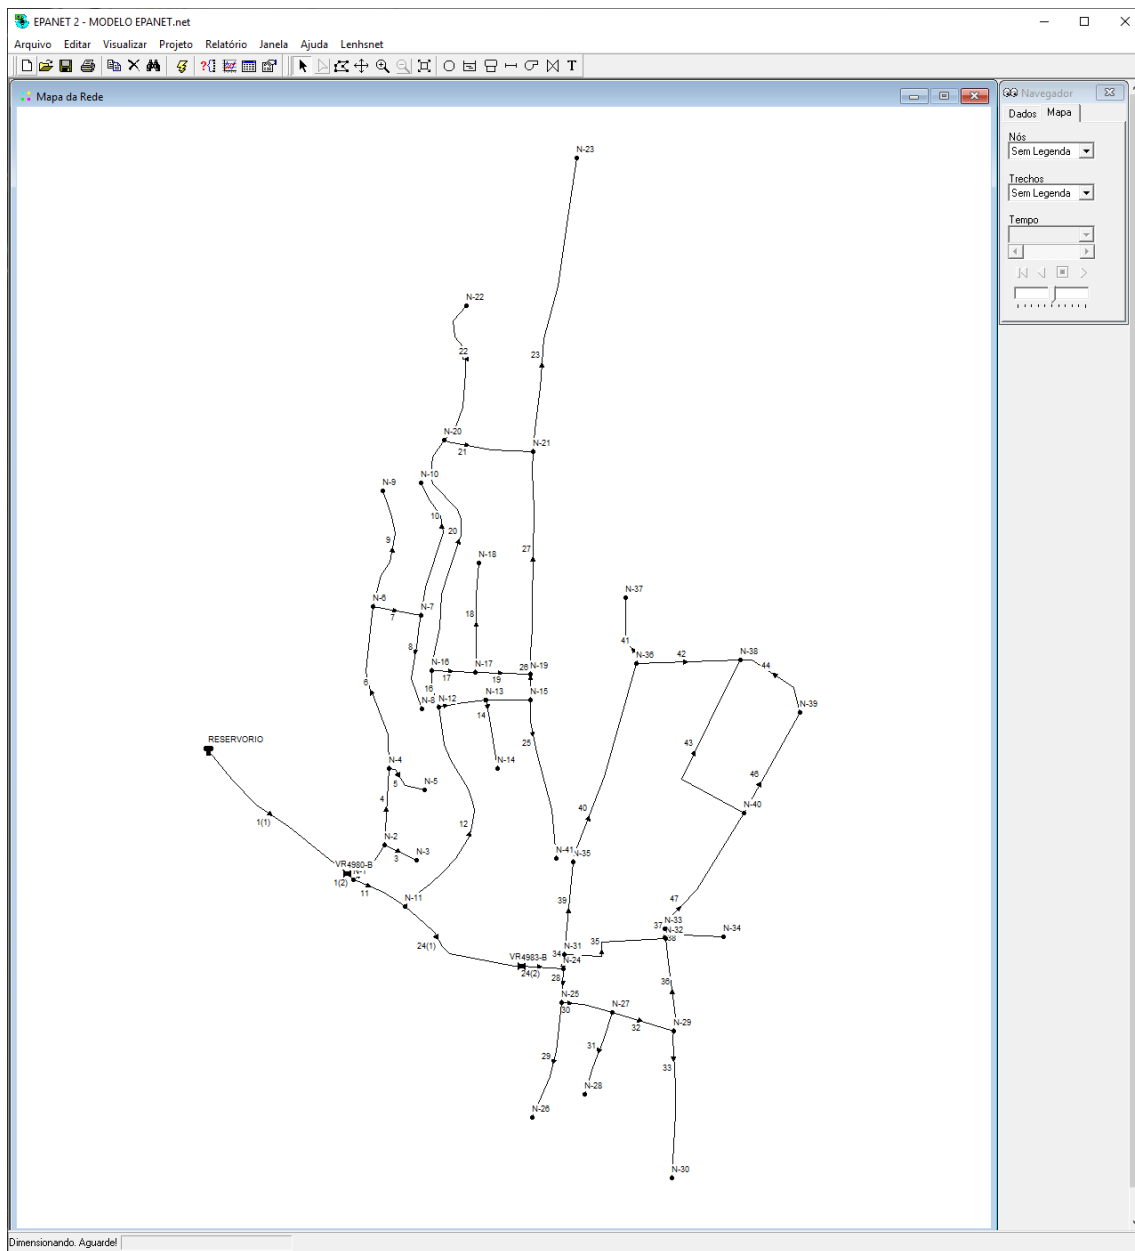 EPANET 2 - MODELO EPANET.net
Arquivo Editar Visualizar Projeto Relatório Janela Ajuda Lenhsnet
T
Mapa da Rede
Navegador
Dados Mapa
Nós
Sem Legenda
Trechos
Sem Legenda
Tempo
N-23
N-22
22
23
N-20
21
N-21
N-10
N-9
10
20
9
27
N-18
N-37
N-6
7
N-7
18
8
41
N-36
42
N-38
44
N-16
17
N-17
19
26
N-19
6
16
N-8
N-12
N-13
N-15
14
N-39
RESERVORIO
25
43
N-4
5
N-5
N-14
46
4
40
N-40
1(1)
12
N-2
3
N-3
N-41
N-35
VR4980-B
N-1
1(2)
11
N-11
47
39
37
N-33
N-32
38
N-34
24(1)
35
N-31
34
N-24
VR4983-B
24(2)
28
36
N-25
30
N-27
32
N-29
29
31
33
N-28
N-26
N-30
Dimensionando. Aguarde!